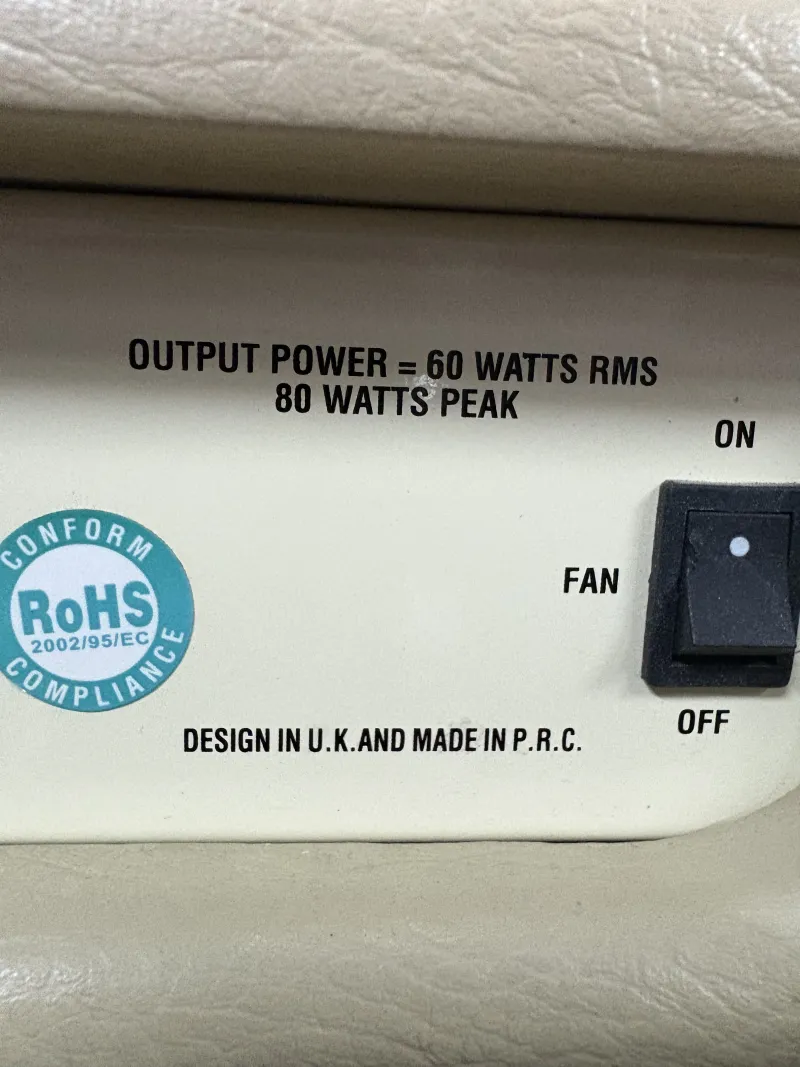 OUTPUT POWER = 60 WATTS RMS
80 WATTS PEAK
ON
FAN
OFF
CONFORM
RoHS
2002/95/EC
COMPLIANCE
DESIGN IN U.K.AND MADE IN P.R.C.